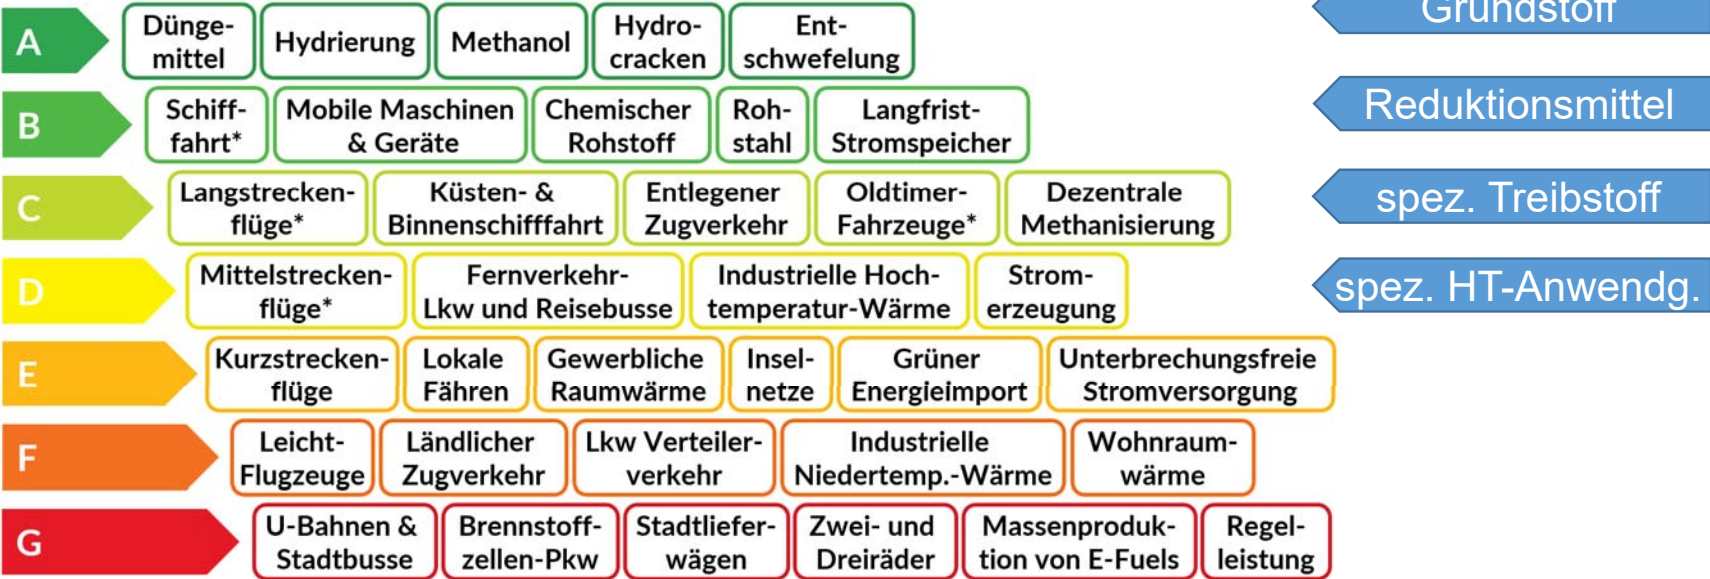 A
Dünge-
mittel
Hydrierung
Methanol
Hydro-
cracken
Ent-
schwefelung
Grundstoff
B
Schiff-
fahrt*
Mobile Maschinen
& Geräte
Chemischer
Rohstoff
Roh-
stahl
Langfrist-
Stromspeicher
Reduktionsmittel
C
Langstrecken-
flüge*
Küsten- &
Binnenschifffahrt
Entlegener
Zugverkehr
Oldtimer-
Fahrzeuge*
Dezentrale
Methanisierung
spez. Treibstoff
D
Mittelstrecken-
flüge*
Fernverkehr-
Lkw und Reisebusse
Industrielle Hoch-
temperatur-Wärme
Strom-
erzeugung
spez. HT-Anwendg.
E
Kurzstrecken-
flüge
Lokale
Fähren
Gewerbliche
Raumwärme
Insel-
netze
Grüner
Energieimport
Unterbrechungsfreie
Stromversorgung
F
Leicht-
Flugzeuge
Ländlicher
Zugverkehr
Lkw Verteiler-
verkehr
Industrielle
Niedertemp.-Wärme
Wohnraum-
wärme
G
U-Bahnen &
Stadtbusse
Brennstoff-
zellen-Pkw
Stadtliefer-
wägen
Zwei- und
Dreiräder
Massenproduk-
tion von E-Fuels
Regel-
leistung